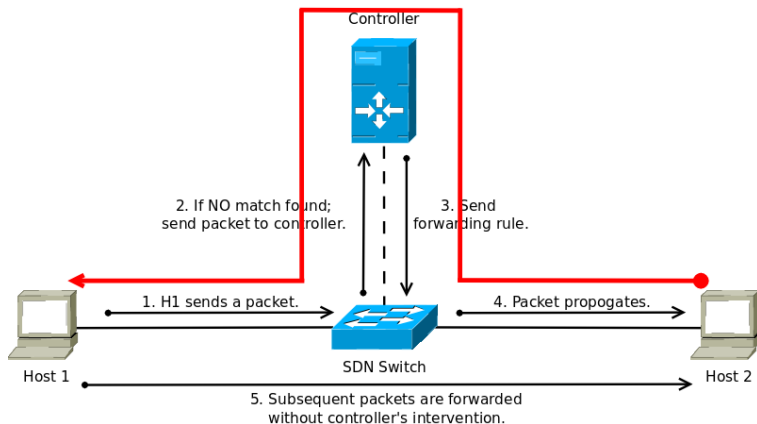 Controller
2. If NO match found;
send packet to controller.
3. Send
forwarding rule.
1. H1 sends a packet.
4. Packet propogates.
SDN Switch
Host 1
Host 2
5. Subsequent packets are forwarded
without controller's intervention.